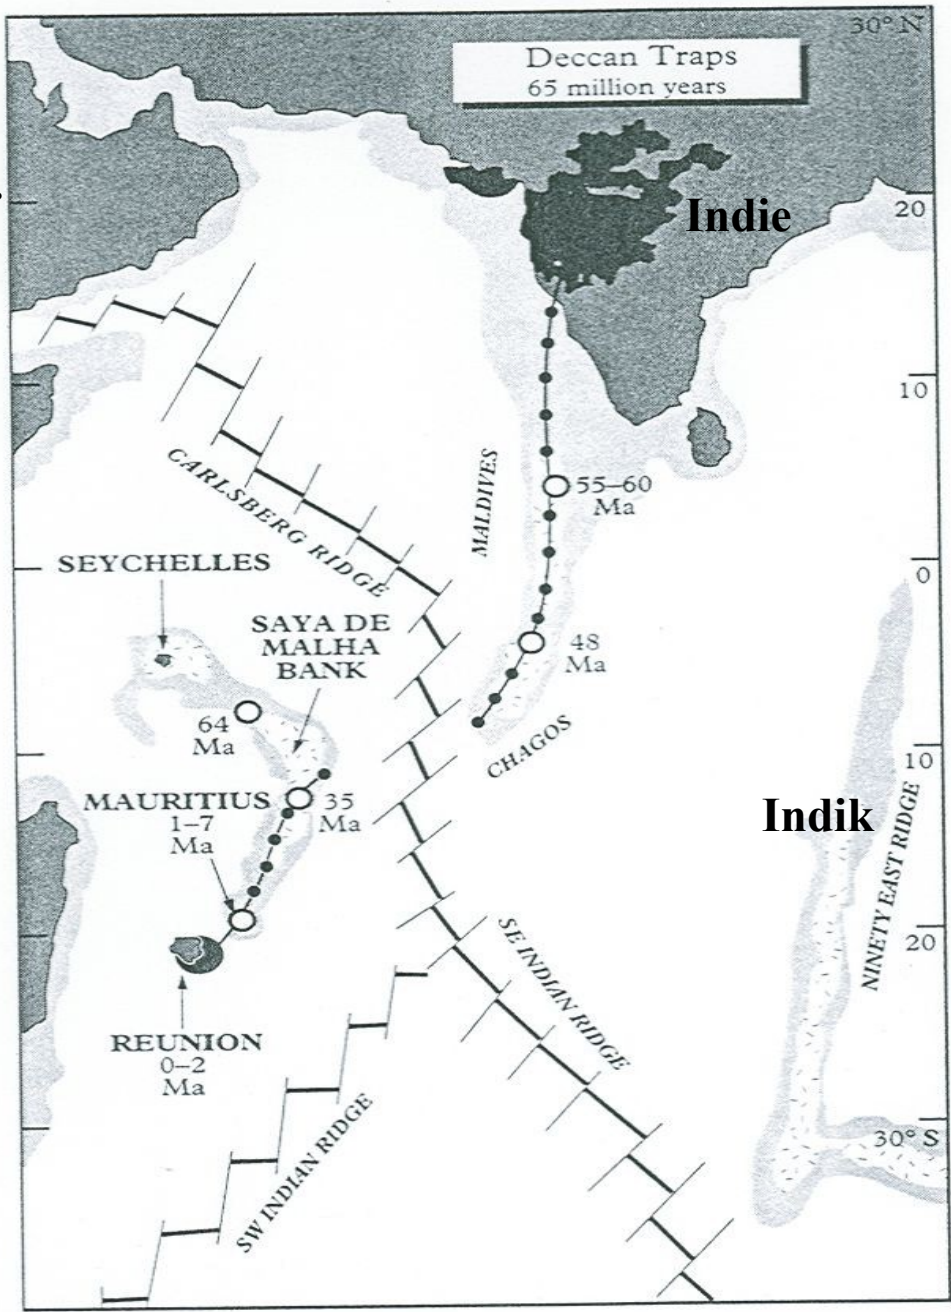 30° N
Deccan Traps
65 million years
Indie
20
10
CARLSBERG RIDGE
MALDIVES
55–60
Ma
0
SEYCHELLES
SAYA DE
MALHA
BANK
48
Ma
64
Ma
CHAGOS
10
MAURITIUS
1–7
Ma
35
Ma
Indik
NINETY EAST RIDGE
20
SE INDIAN RIDGE
REUNION
0–2
Ma
SW INDIAN RIDGE
30° S